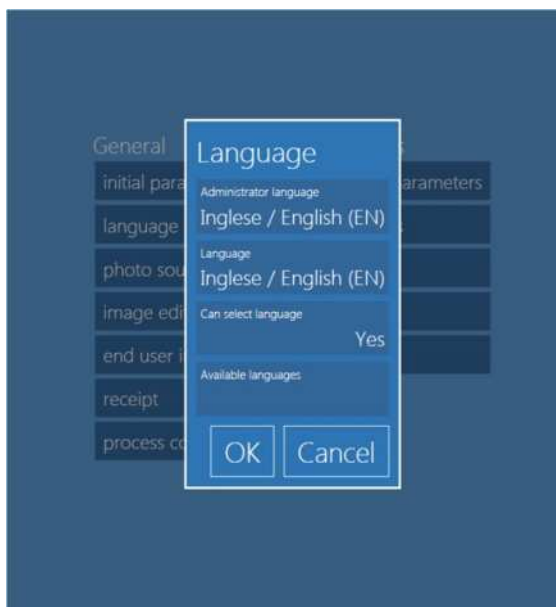 General
initial para
language
photo sou
image edi
end user i
receipt
process co
arameters
s
Language
Administrator language
Inglese / English (EN)
Language
Inglese / English (EN)
Can select language
Yes
Available languages
OK
Cancel